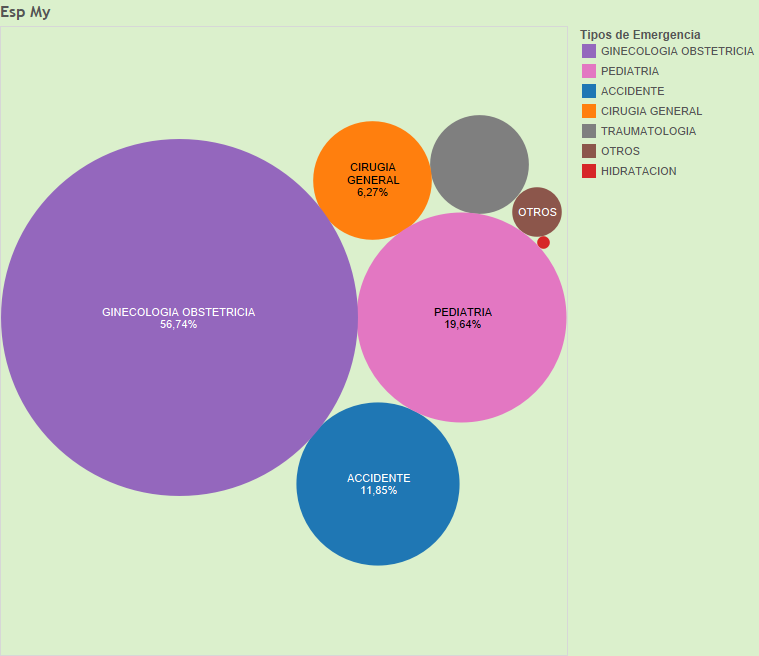 Esp My
Tipos de Emergencia
GINECOLOGIA OBSTETRICIA
PEDIATRIA
ACCIDENTE
CIRUGIA GENERAL
TRAUMATOLOGIA
OTROS
HIDRATACION
CIRUGIA
GENERAL
6,27%
OTROS
GINECOLOGIA OBSTETRICIA
56,74%
PEDIATRIA
19,64%
ACCIDENTE
11,85%